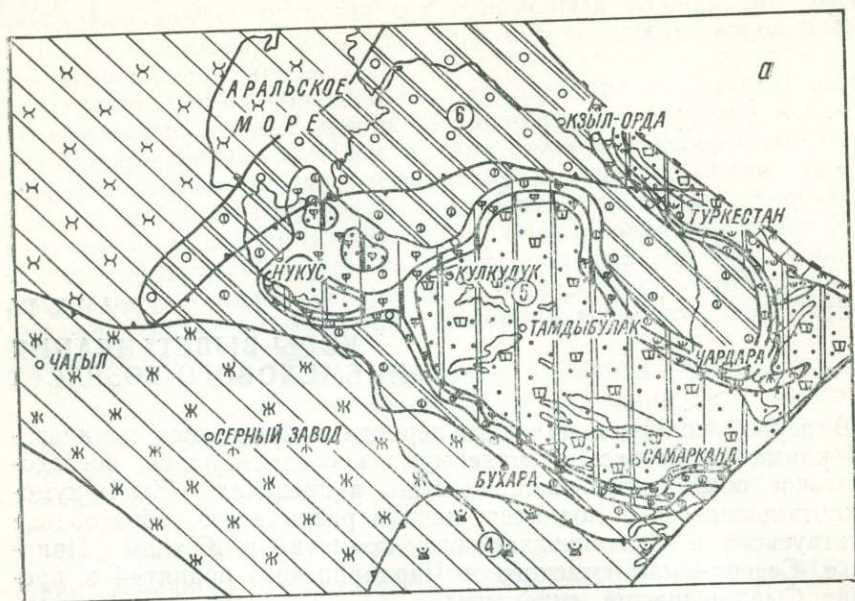 а
АРАЛЬСКОЕ
МОРЕ
6
КЗЫЛ-ОРДА
ТУРКЕСТАН
НУКУС
КУЛКУДУК
5
ТАМДЫБУЛАК
ЧАГЫЛ
ЧАРДАРА
СЕРНЫЙ ЗАВОД
САМАРКАНД
БУХАРА
4